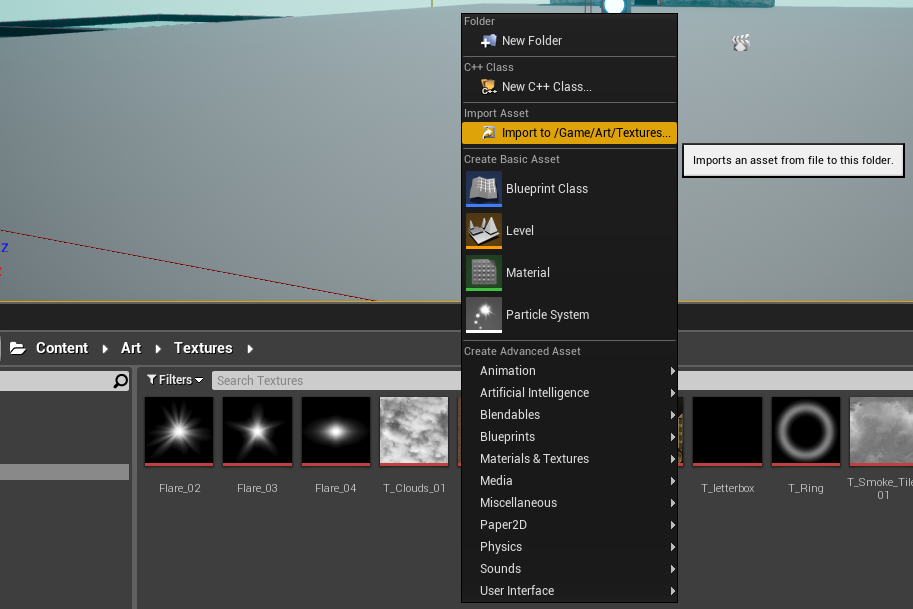 Folder
New Folder
C++ Class
C++
New C++ Class...
Import Asset
Import to /Game/Art/Textures...
Imports an asset from file to this folder.
Create Basic Asset
Blueprint Class
Z
Level
Material
Particle System
Content Art Textures
Create Advanced Asset
Filters
Search Textures
Animation
Artificial Intelligence
Blendables
Blueprints
Materials & Textures
Media
Miscellaneous
Paper2D
Physics
Sounds
User Interface
Flare_02
Flare_03
Flare_04
T_Clouds_01
T_letterbox
T_Ring
T_Smoke_Tile
01